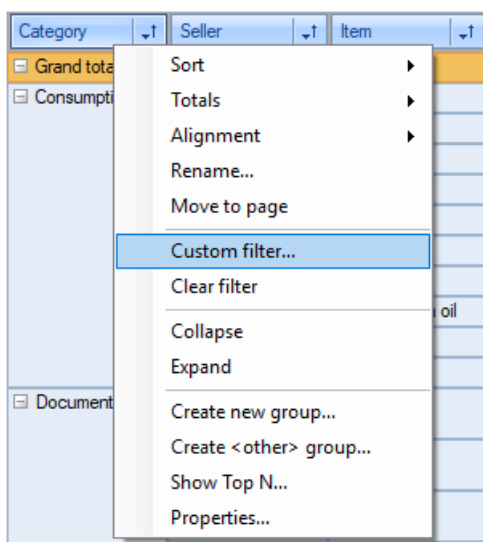 Category Seller Item
Grand tota
Sort
Consumpti
Totals
Alignment
Rename...
Move to page
Custom filter...
Clear filter
oil
Collapse
Expand
Document
Create new group...
Create <other> group...
Show Top N...
Properties...